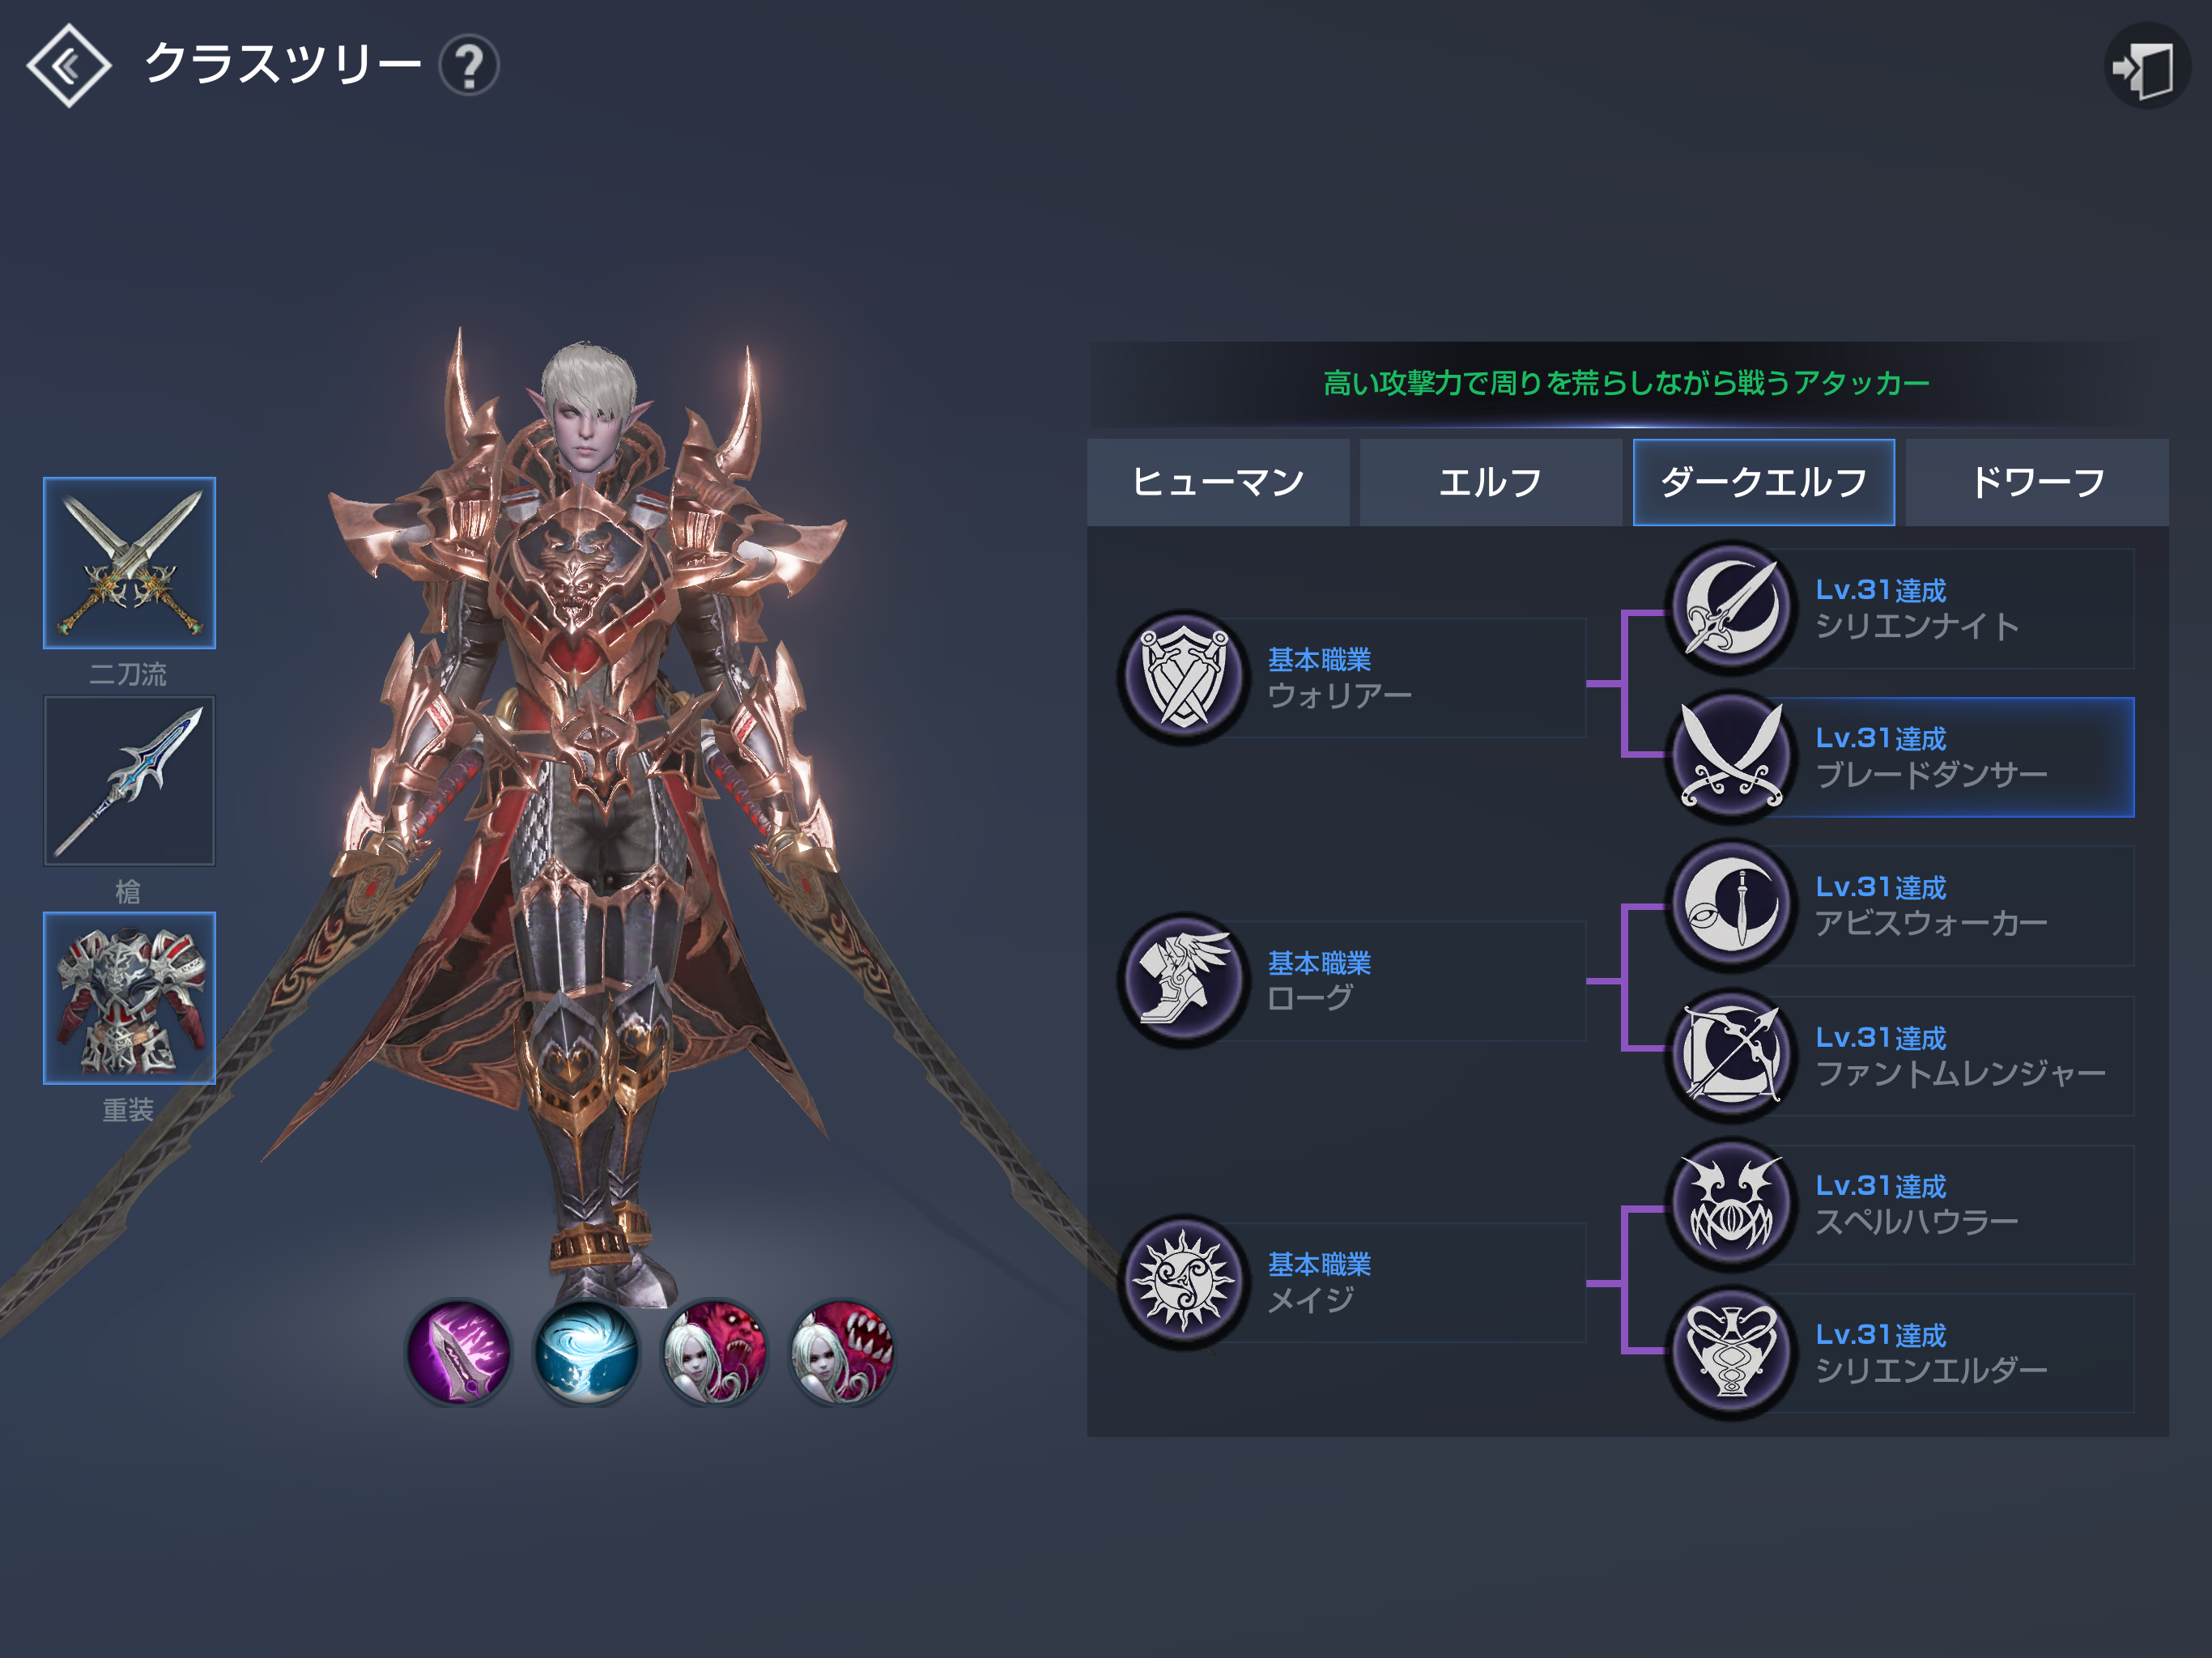 クラスツリー ?
高い攻撃力で周りを荒らしながら戦うアタッカー
ヒューマン
エルフ
ダークエルフ
ドワーフ
二刀流
槍
重装
基本職業
ウォリアー
Lv.31達成
シリエンナイト
Lv.31達成
ブレードダンサー
基本職業
ローグ
Lv.31達成
アビスウォーカー
Lv.31達成
ファントムレンジャー
基本職業
メイジ
Lv.31達成
スペルハウラー
Lv.31達成
シリエンエルダー